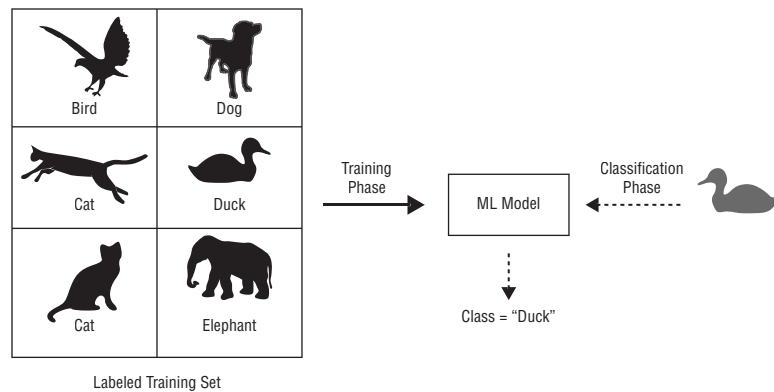 Bird
Dog
Cat
Duck
Cat
Elephant
Labeled Training Set
Training
Phase
ML Model
Classification
Phase
Class = “Duck”